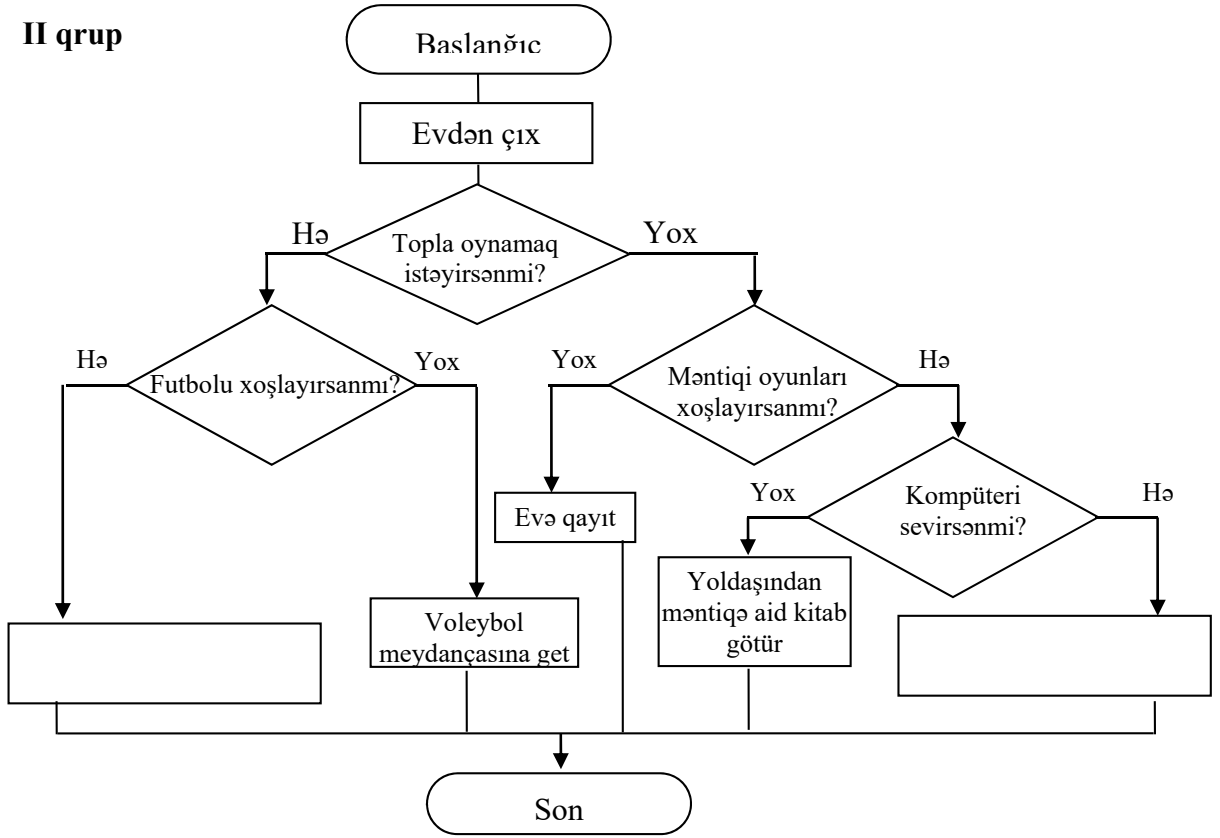 II qrup
Başlanğıc
Evdən çıx
Hə
Yox
Topla oynamaq
istəyirsənmi?
Hə
Futbolu xoşlayırsanmı?
Yox
Yox
Məntiqi oyunları
xoşlayırsanmı?
Hə
Evə qayıt
Yox
Kompüteri
sevirsənmi?
Hə
Voleybol
meydançasına get
Yoldaşından
məntiqə aid kitab
götür
Son